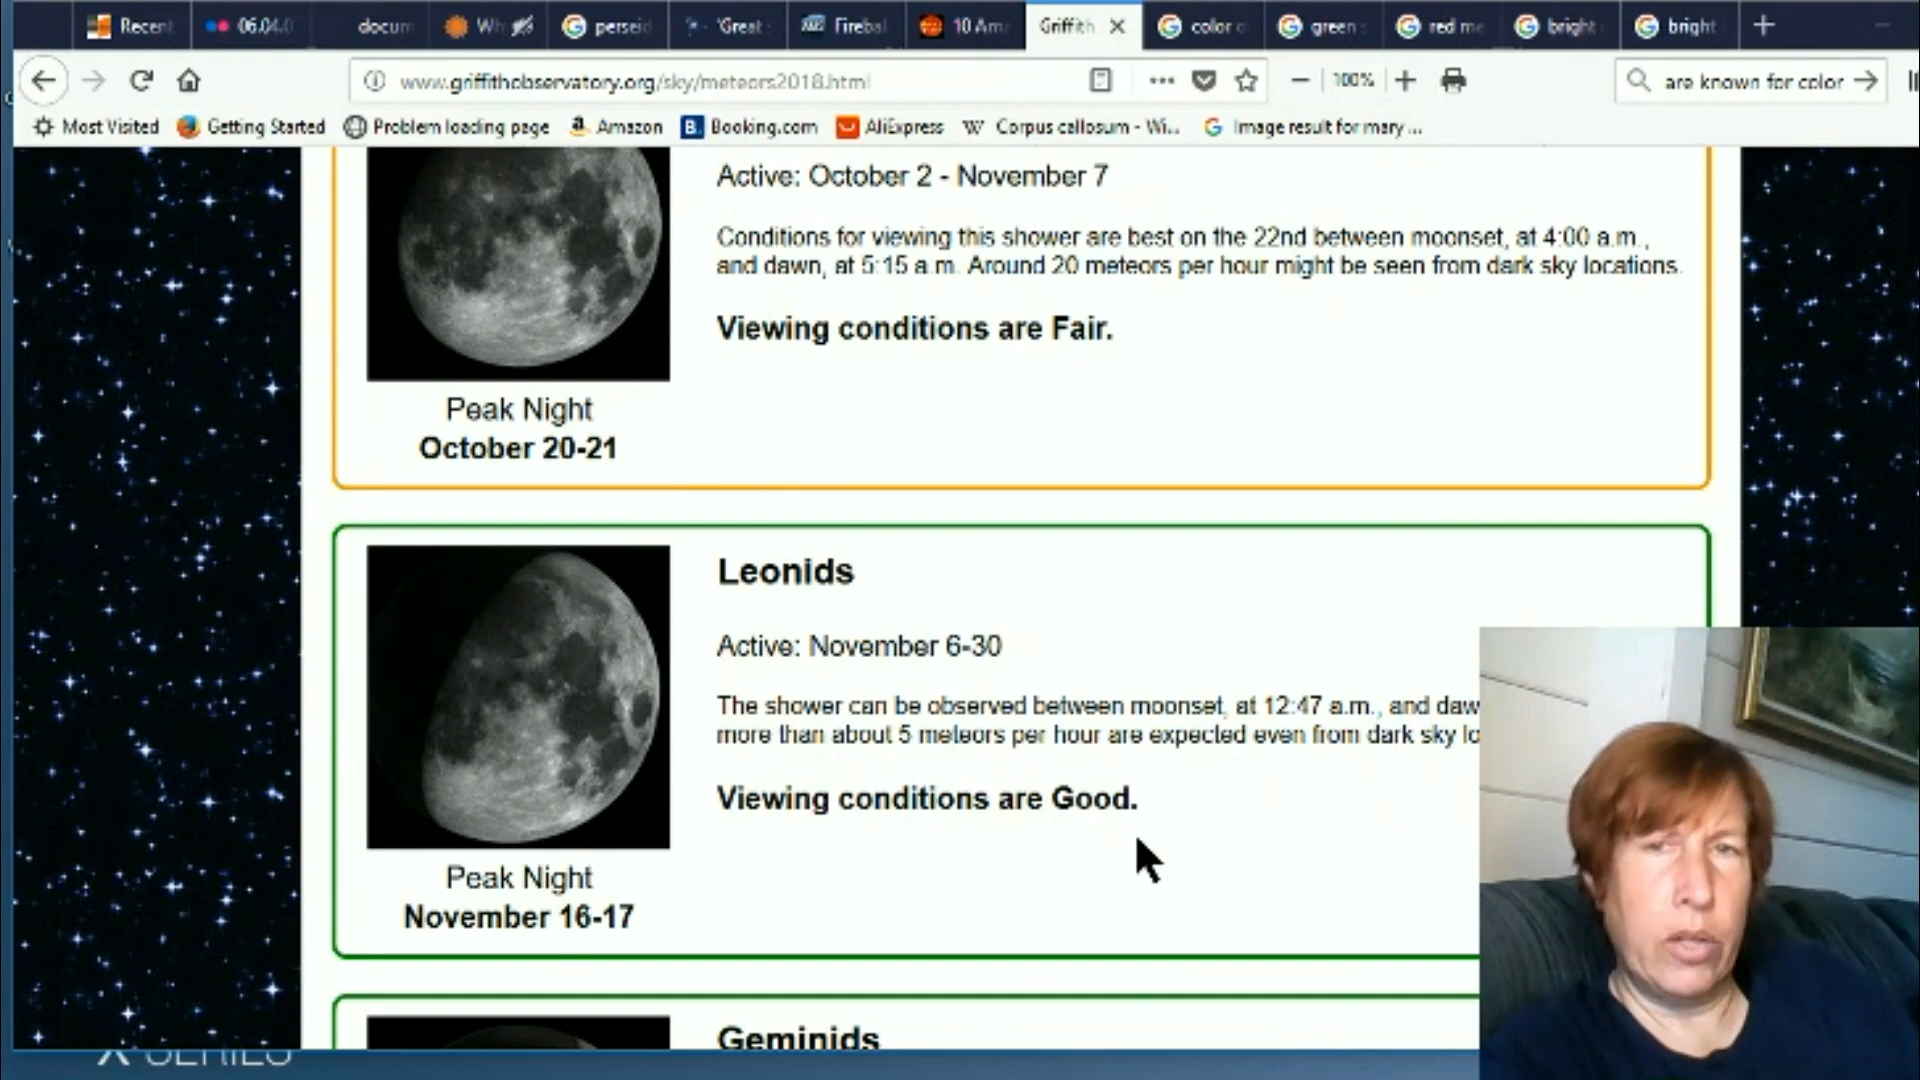 Recent
06.04.0
docum
Wh
perseid
'Great
Firebal
10 Am
Griffith
color o
green s
red me
bright
bright
www.griffithobservatory.org/sky/meteors2018.html
100%
are known for color
Most Visited
Getting Started
Problem loading page
Amazon
Booking.com
AliExpress
Corpus callosum - Wi...
Image result for mary ...
Active: October 2 - November 7
Conditions for viewing this shower are best on the 22nd between moonset, at 4:00 a.m.,
and dawn, at 5:15 a.m. Around 20 meteors per hour might be seen from dark sky locations.
Viewing conditions are Fair.
Peak Night
October 20-21
Leonids
Active: November 6-30
The shower can be observed between moonset, at 12:47 a.m., and daw
more than about 5 meteors per hour are expected even from dark sky lo
Viewing conditions are Good.
Peak Night
November 16-17
Geminids